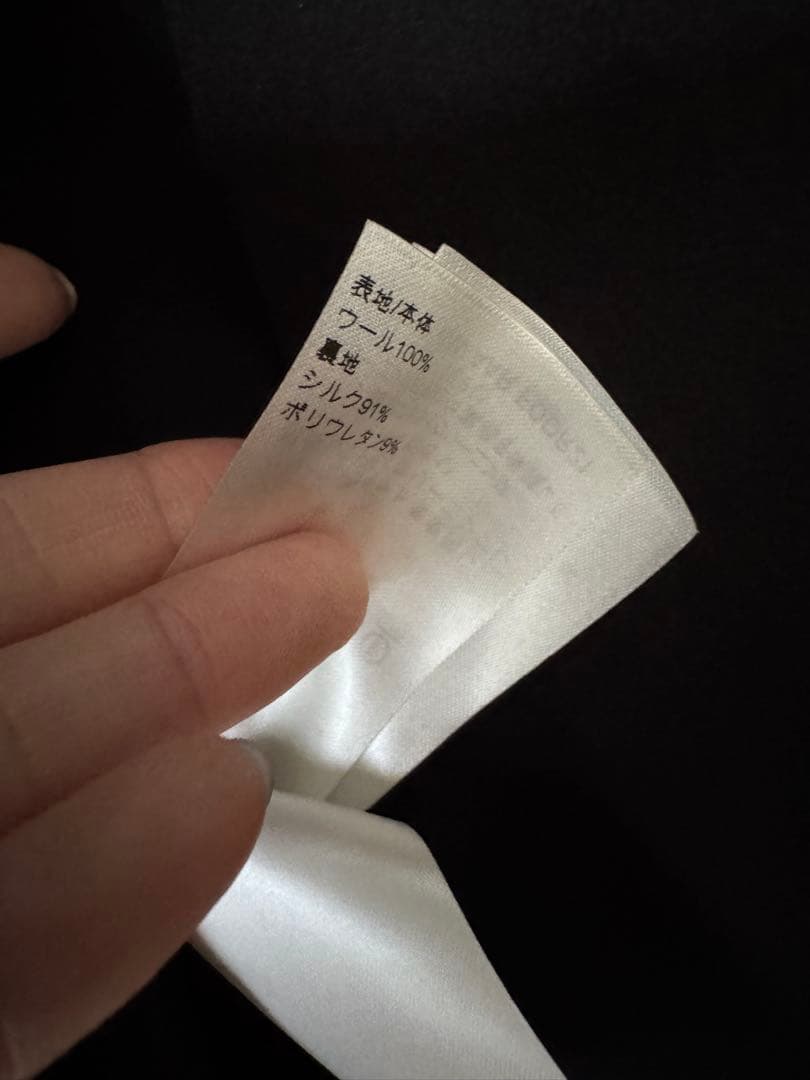 表地/本体
ウール100%
裏地
シルク91%
ポリウレタン9%